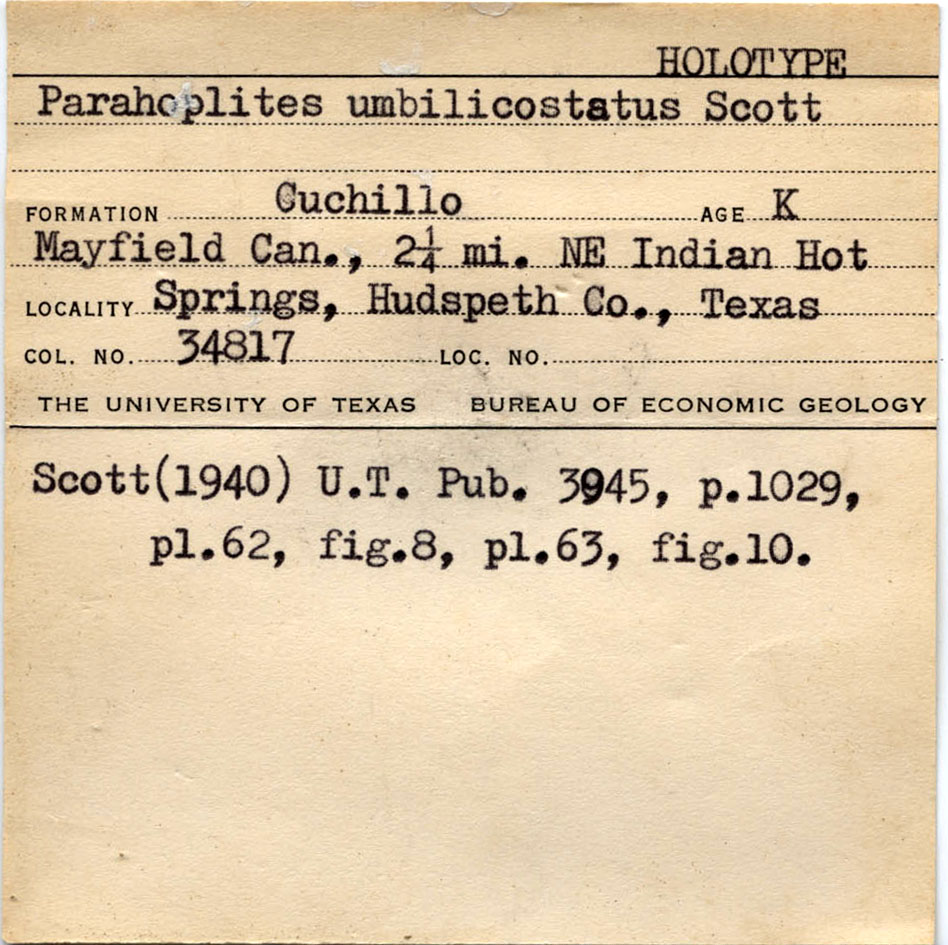 HOLOTYPE
Parahoplites umbilicostatus Scott
FORMATION Cuchillo AGE K
Mayfield Can., 2¼ mi. NE Indian Hot
LOCALITY Springs, Hudspeth Co., Texas
COL. NO. 34817 LOC. NO.
THE UNIVERSITY OF TEXAS BUREAU OF ECONOMIC GEOLOGY
Scott(1940) U.T. Pub. 3945, p.1029,
pl.62, fig.8, pl.63, fig.10.